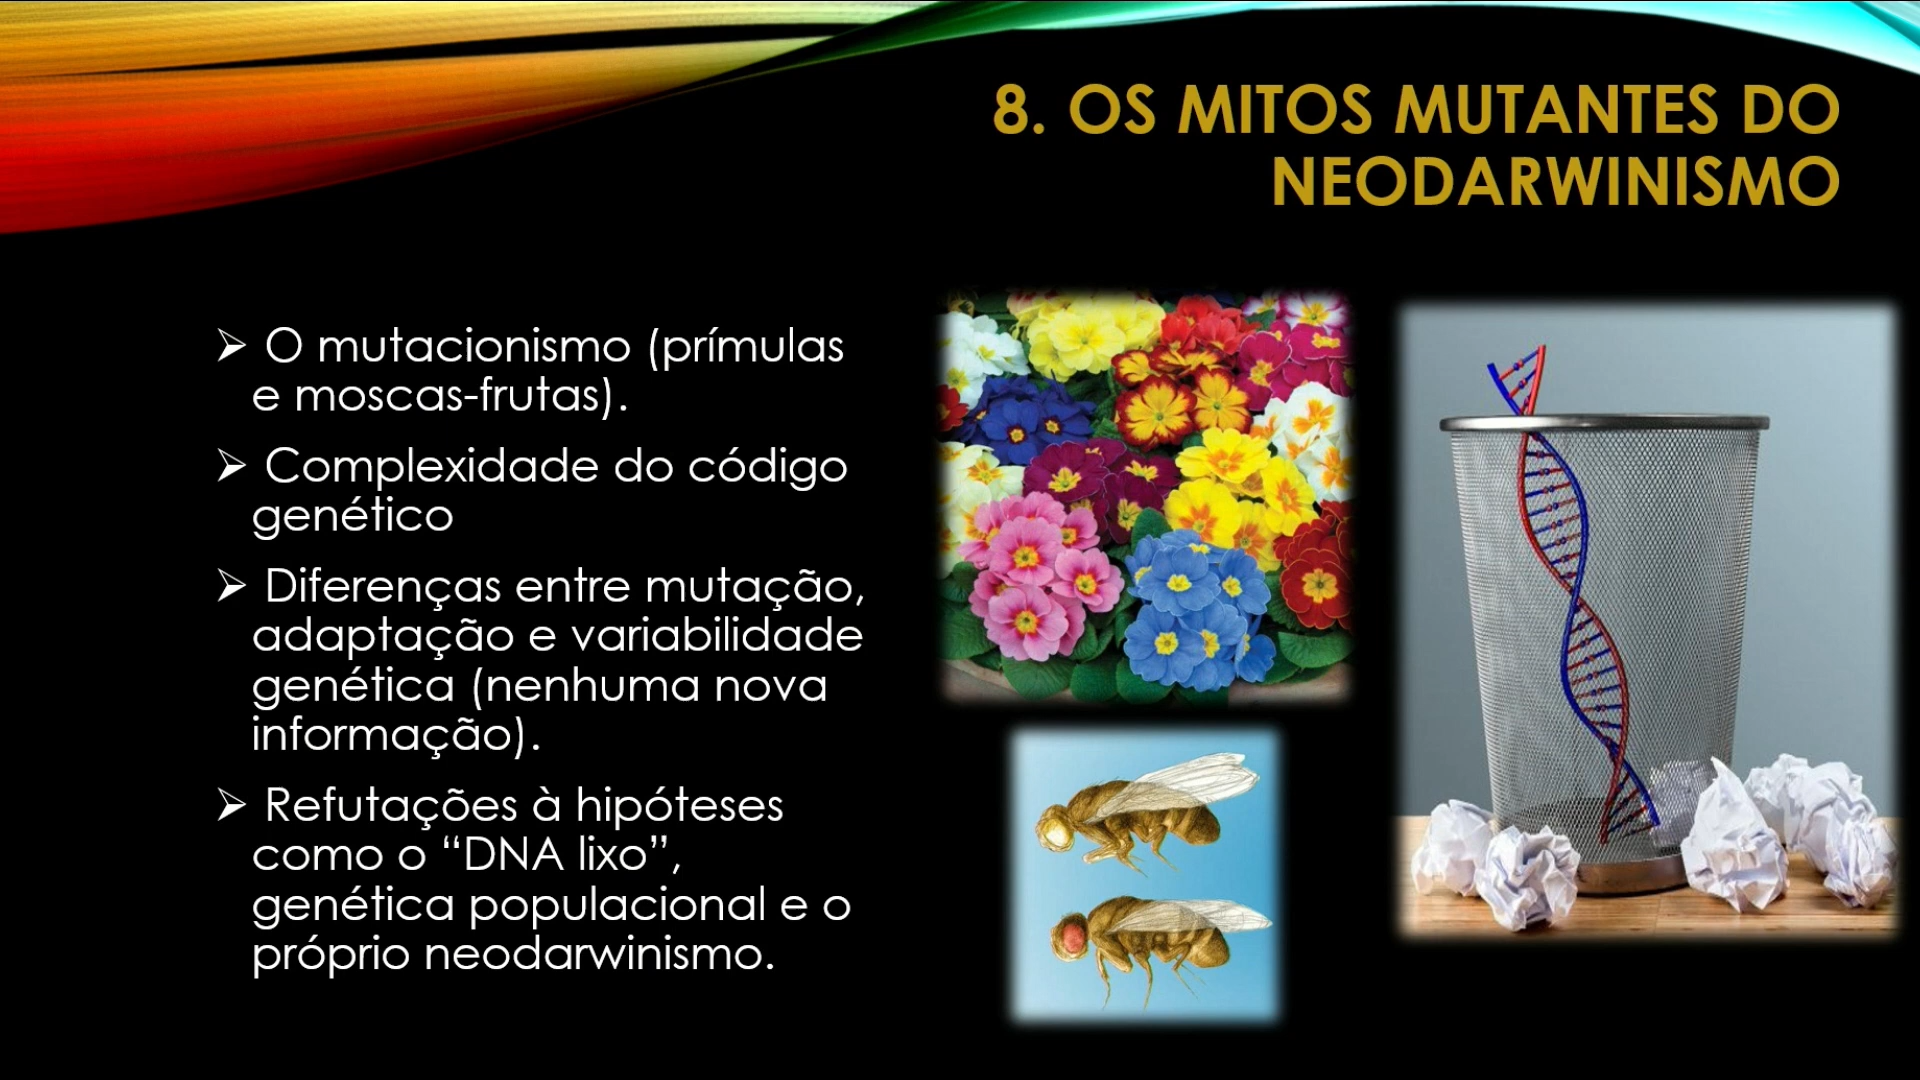 8. OS MITOS MUTANTES DO
NEODARWINISMO
➢ O mutacionismo (prímulas
e moscas-frutas).
➢ Complexidade do código
genético
➢ Diferenças entre mutação,
adaptação e variabilidade
genética (nenhuma nova
informação).
➢ Refutações à hipóteses
como o “DNA lixo”,
genética populacional e o
próprio neodarwinismo.